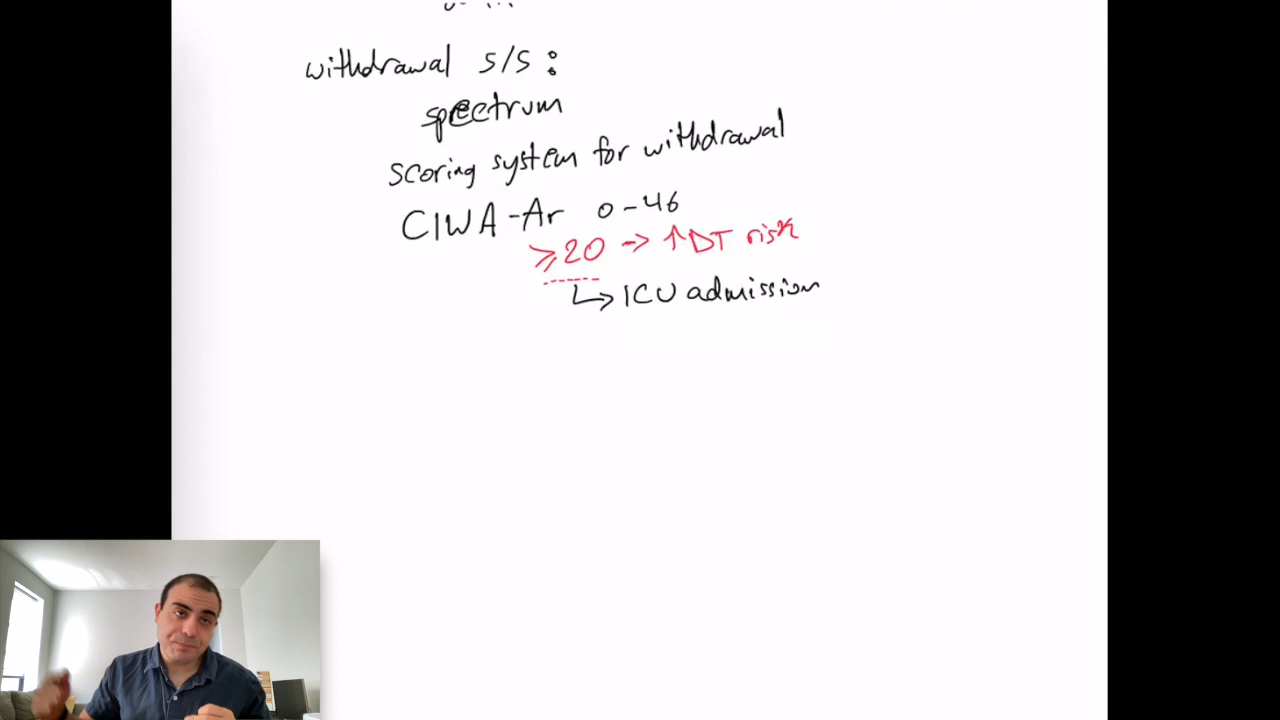 withdrawal s/s:
spectrum
scoring system for withdrawal
CIWA-Ar 0-46
≥20 → ↑DT risk
↳ ICU admission